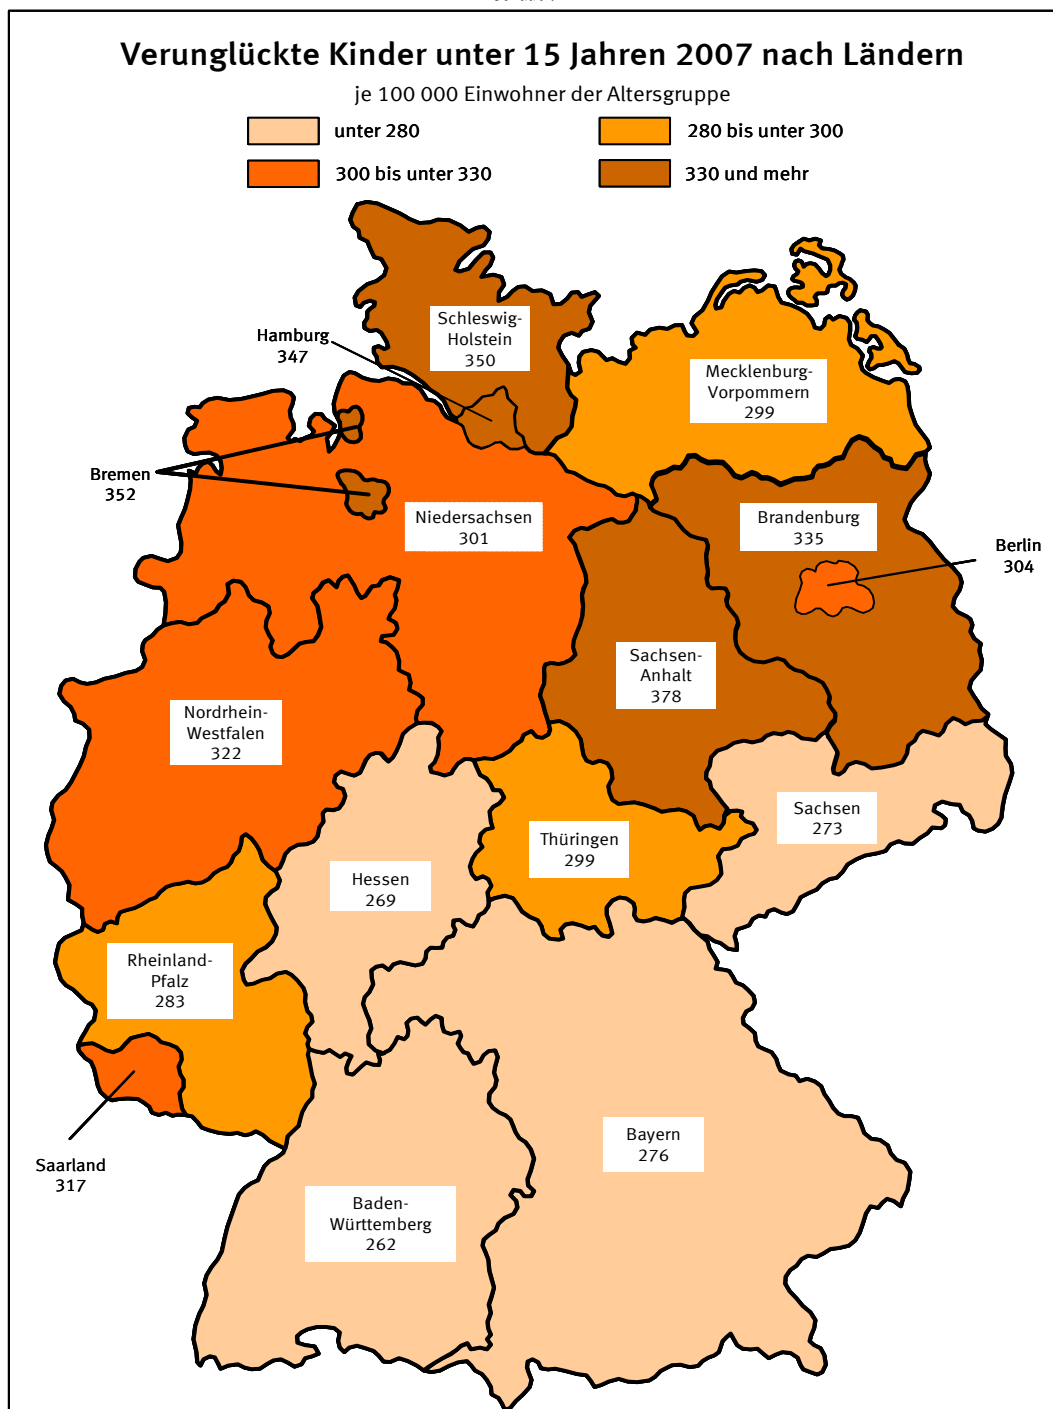 Verunglückte Kinder unter 15 Jahren 2007 nach Ländern
je 100 000 Einwohner der Altersgruppe
unter 280
280 bis unter 300
300 bis unter 330
330 und mehr
Schleswig-
Holstein
350
Hamburg
347
Mecklenburg-
Vorpommern
299
Bremen
352
Niedersachsen
301
Brandenburg
335
Berlin
304
Sachsen-
Anhalt
378
Nordrhein-
Westfalen
322
Sachsen
273
Thüringen
299
Hessen
269
Rheinland-
Pfalz
283
Saarland
317
Bayern
276
Baden-
Württemberg
262